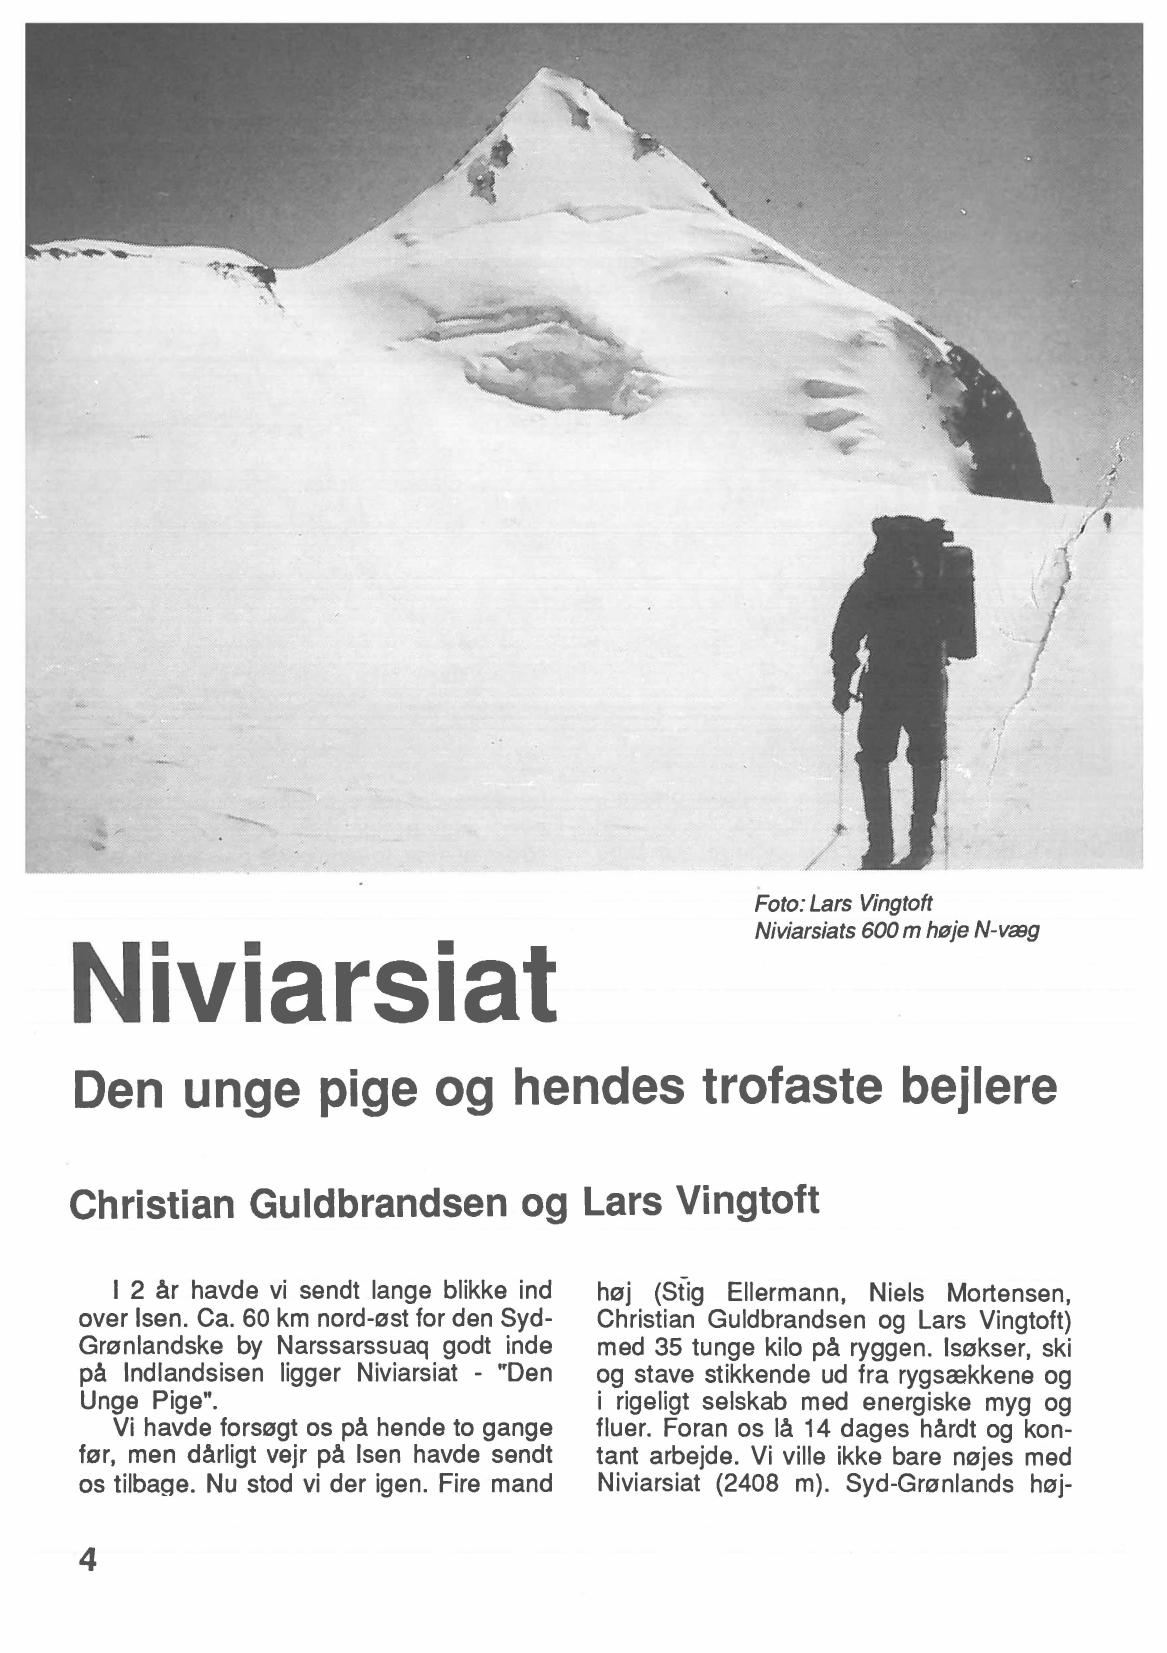 Foto: Lars Vingtoft
Niviarsiats 600 m høje N-væg
Niviarsiat
Den unge pige og hendes trofaste bejlere
Christian Guldbrandsen og Lars Vingtoft
I 2 år havde vi sendt lange blikke ind
over Isen. Ca. 60 km nord-øst for den Syd-
Grønlandske by Narssarssuaq godt inde
på Indlandsisen ligger Niviarsiat - "Den
Unge Pige".
Vi havde forsøgt os på hende to gange
før, men dårligt vejr på Isen havde sendt
os tilbage. Nu stod vi der igen. Fire mand
høj (Stig Ellermann, Niels Mortensen,
Christian Guldbrandsen og Lars Vingtoft)
med 35 tunge kilo på ryggen. Isøkser, ski
og stave stikkende ud fra rygsækkene og
i rigeligt selskab med energiske myg og
fluer. Foran os lå 14 dages hårdt og kon-
tant arbejde. Vi ville ikke bare nøjes med
Niviarsiat (2408 m). Syd-Grønlands høj-
4